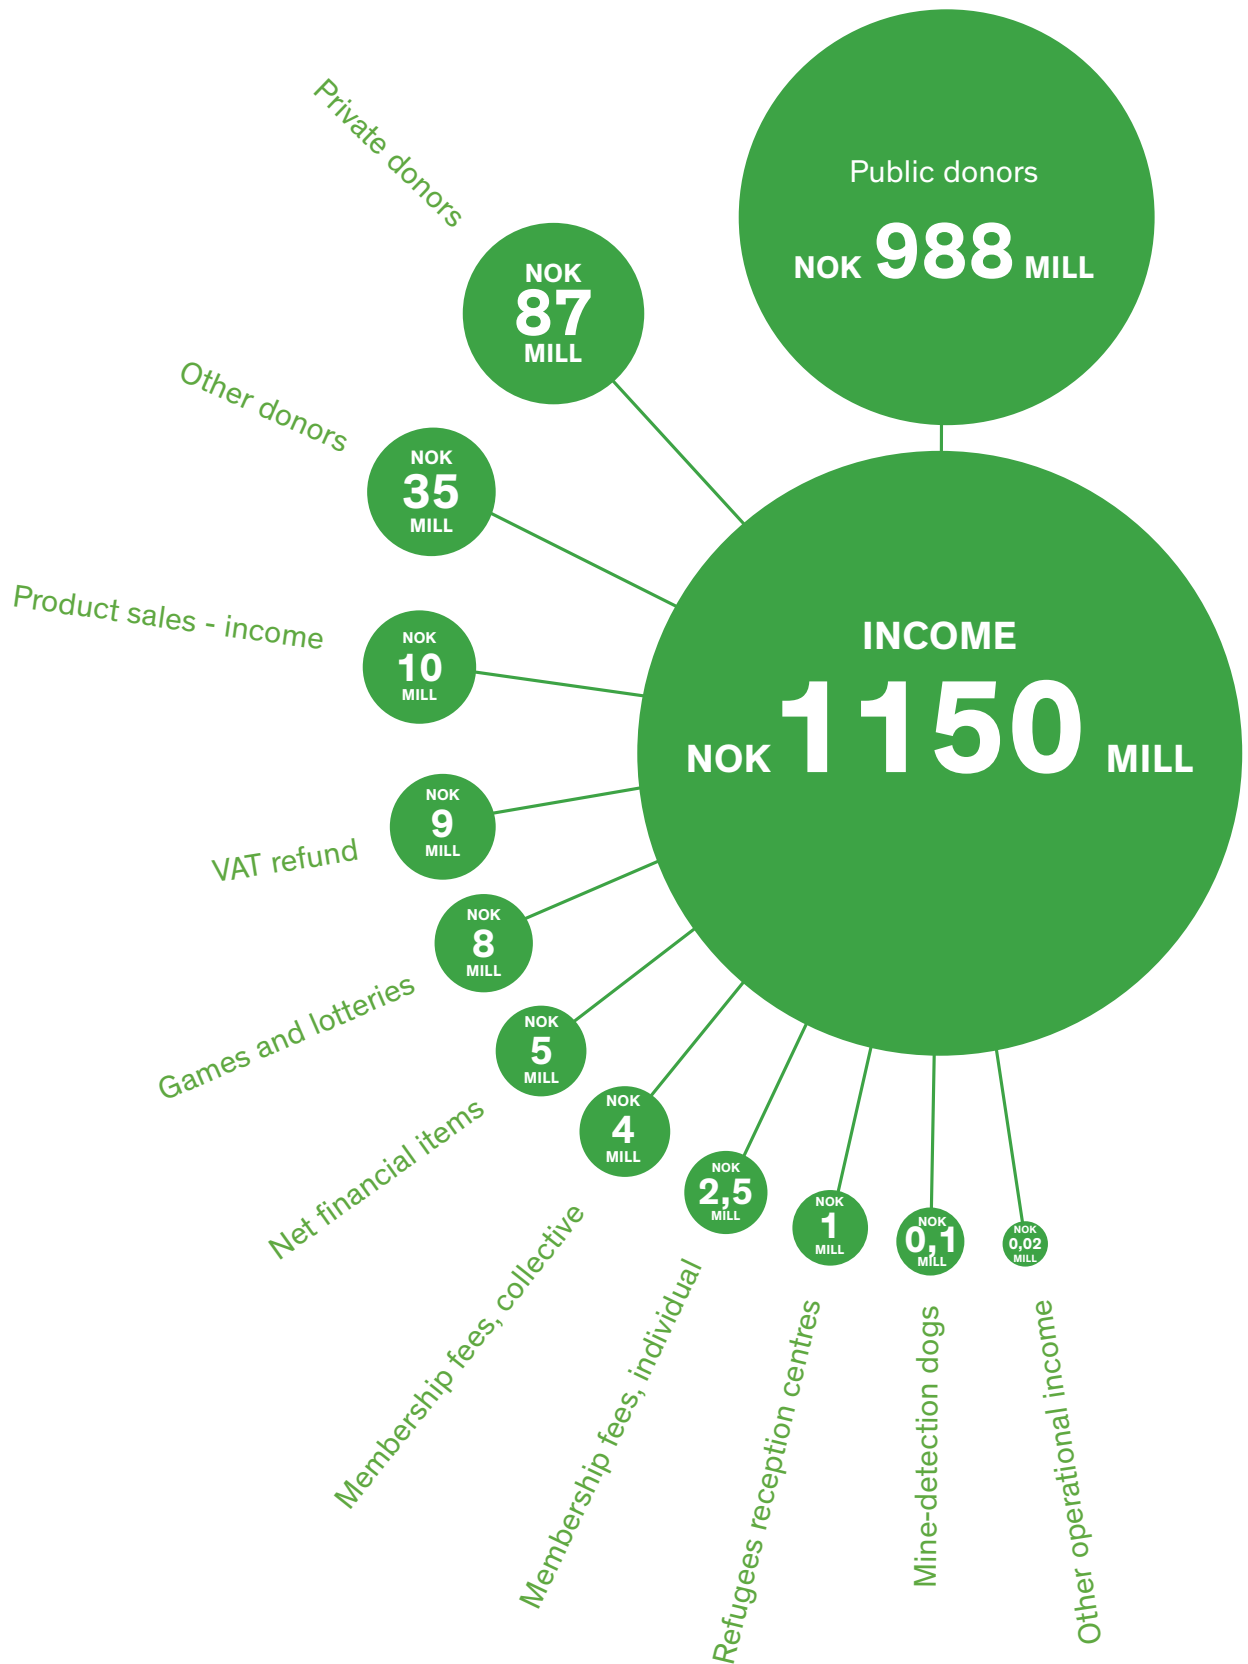 Public donors
NOK 988 MILL
Private donors
NOK
87
MILL
Other donors
NOK
35
MILL
Product sales - income
NOK
10
MILL
INCOME
NOK 1150 MILL
VAT refund
NOK
9
MILL
Games and lotteries
NOK
8
MILL
Net financial items
NOK
5
MILL
Membership fees, collective
NOK
4
MILL
Membership fees, individual
NOK
2,5
MILL
Refugees reception centres
NOK
1
MILL
Mine-detection dogs
NOK
0,1
MILL
Other operational income
NOK
0,02
MILL